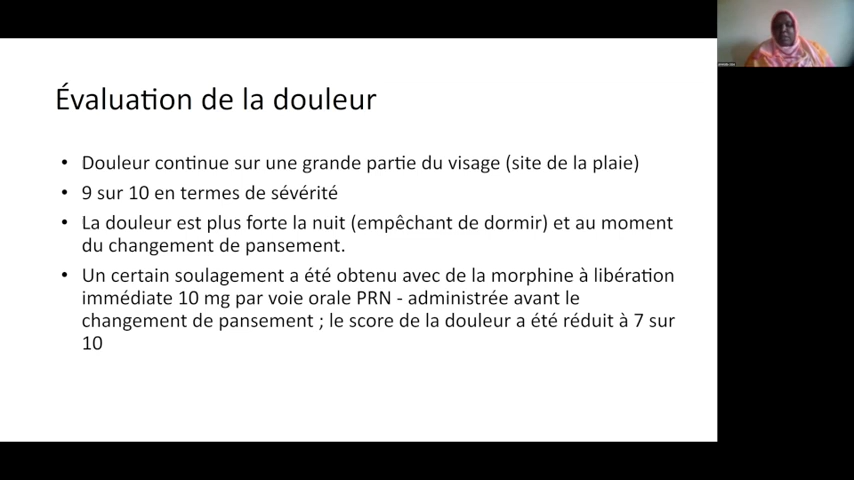 Évaluation de la douleur
• Douleur continue sur une grande partie du visage (site de la plaie)
• 9 sur 10 en termes de sévérité
• La douleur est plus forte la nuit (empêchant de dormir) et au moment
du changement de pansement.
• Un certain soulagement a été obtenu avec de la morphine à libération
immédiate 10 mg par voie orale PRN - administrée avant le
changement de pansement ; le score de la douleur a été réduit à 7 sur
10